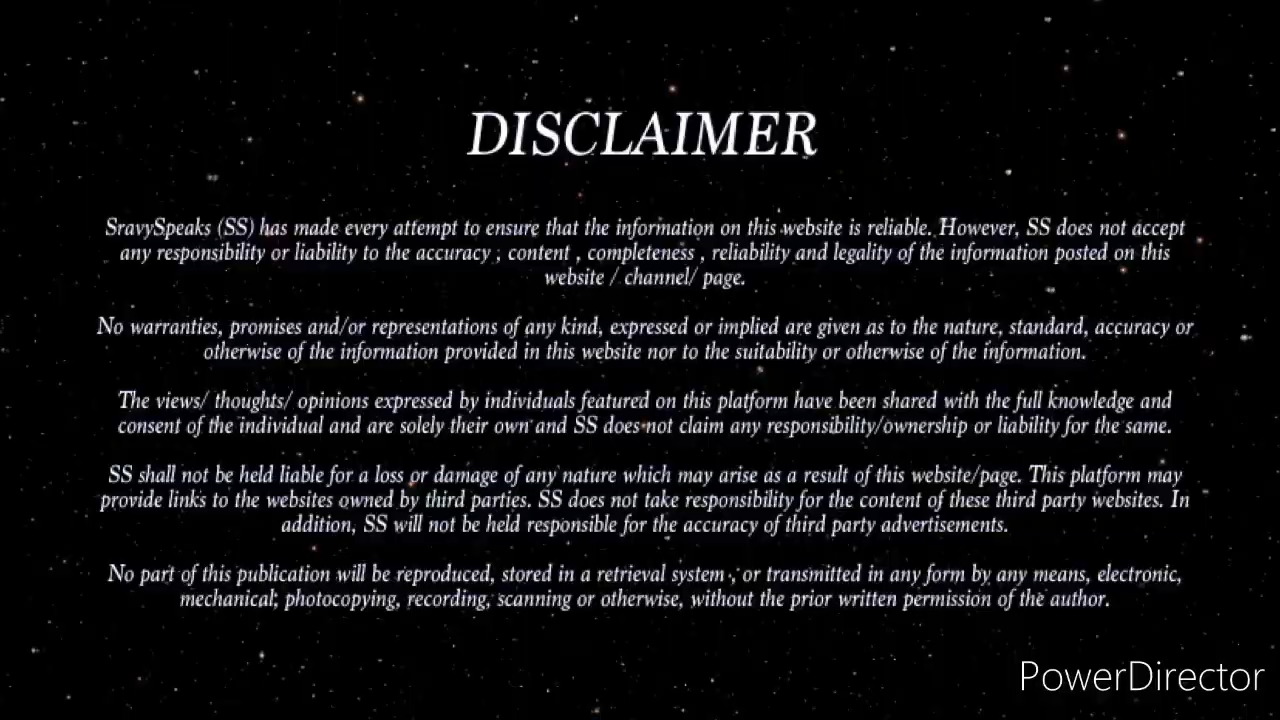 DISCLAIMER
SravySpeaks (SS) has made every attempt to ensure that the information on this website is reliable. However, SS does not accept
any responsibility or liability to the accuracy , content , completeness , reliability and legality of the information posted on this
website / channel/ page.
No warranties, promises and/or representations of any kind, expressed or implied are given as to the nature, standard, accuracy or
otherwise of the information provided in this website nor to the suitability or otherwise of the information.
The views/ thoughts/ opinions expressed by individuals featured on this platform have been shared with the full knowledge and
consent of the individual and are solely their own and SS does not claim any responsibility/ownership or liability for the same.
SS shall not be held liable for a loss or damage of any nature which may arise as a result of this website/page. This platform may
provide links to the websites owned by third parties. SS does not take responsibility for the content of these third party websites. In
addition, SS will not be held responsible for the accuracy of third party advertisements.
No part of this publication will be reproduced, stored in a retrieval system , or transmitted in any form by any means, electronic,
mechanical, photocopying, recording, scanning or otherwise, without the prior written permission of the author.
PowerDirector